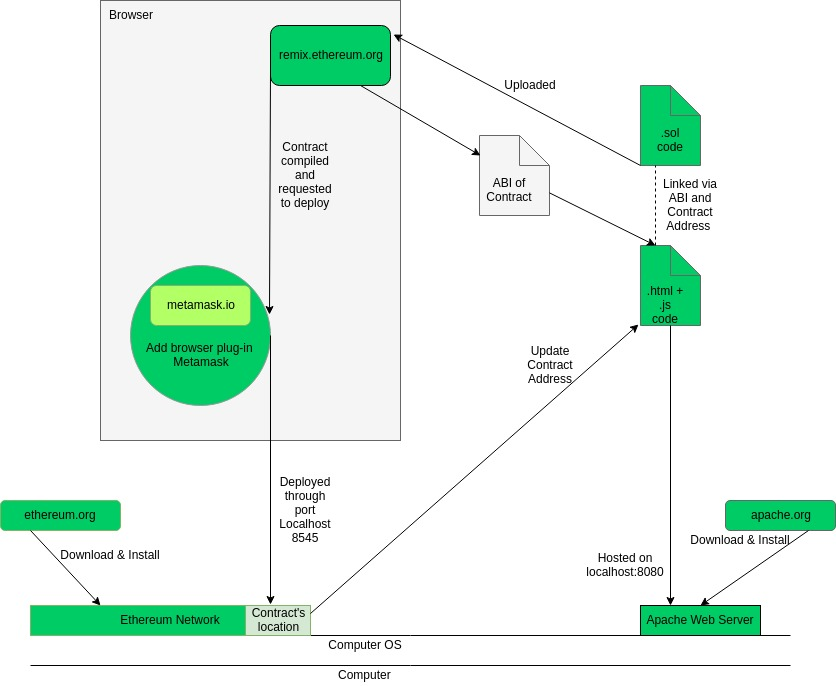 Browser
remix.ethereum.org
Uploaded
.sol
code
Contract
compiled
and
requested
to deploy
ABI of
Contract
Linked via
ABI and
Contract
Address
metamask.io
Add browser plug-in
Metamask
.html +
.js
code
Update
Contract
Address
Deployed
through
port
Localhost
8545
ethereum.org
Download & Install
apache.org
Download & Install
Hosted on
localhost:8080
Ethereum Network
Contract's
location
Apache Web Server
Computer OS
Computer